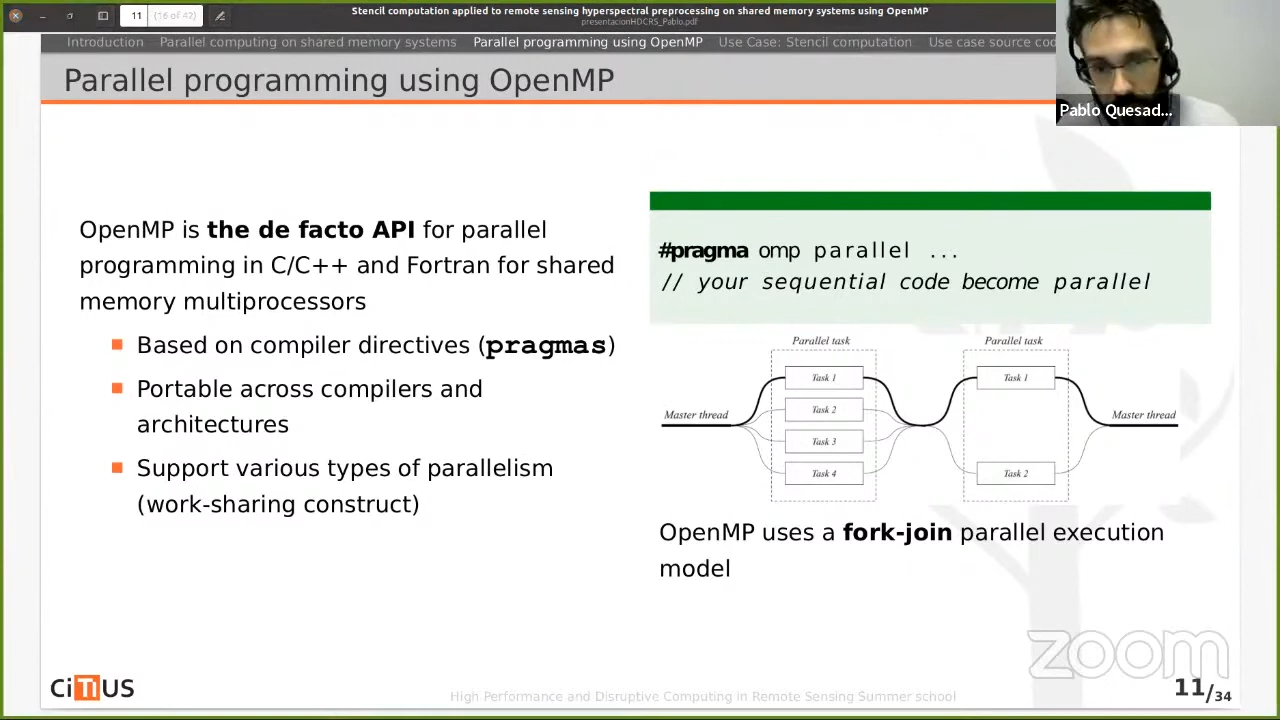 Stencil computation applied to remote sensing hyperspectral preprocessing on shared memory systems using OpenMP
11 (16 of 42)
presentacionHDCRS_Pablo.pdf
Introduction Parallel computing on shared memory systems Parallel programming using OpenMP Use Case: Stencil computation Use case source cod
Parallel programming using OpenMP
Pablo Quesad...
OpenMP is the de facto API for parallel
programming in C/C++ and Fortran for shared
memory multiprocessors
Based on compiler directives (pragmas)
Portable across compilers and
architectures
Support various types of parallelism
(work-sharing construct)
#pragma omp parallel ...
// your sequential code become parallel
Parallel task
Parallel task
Task 1
Task 1
Task 2
Master thread
Master thread
Task 3
Task 4
Task 2
OpenMP uses a fork-join parallel execution
model
zoom
CiTIUS
High Performance and Disruptive Computing in Remote Sensing Summer school
11/34